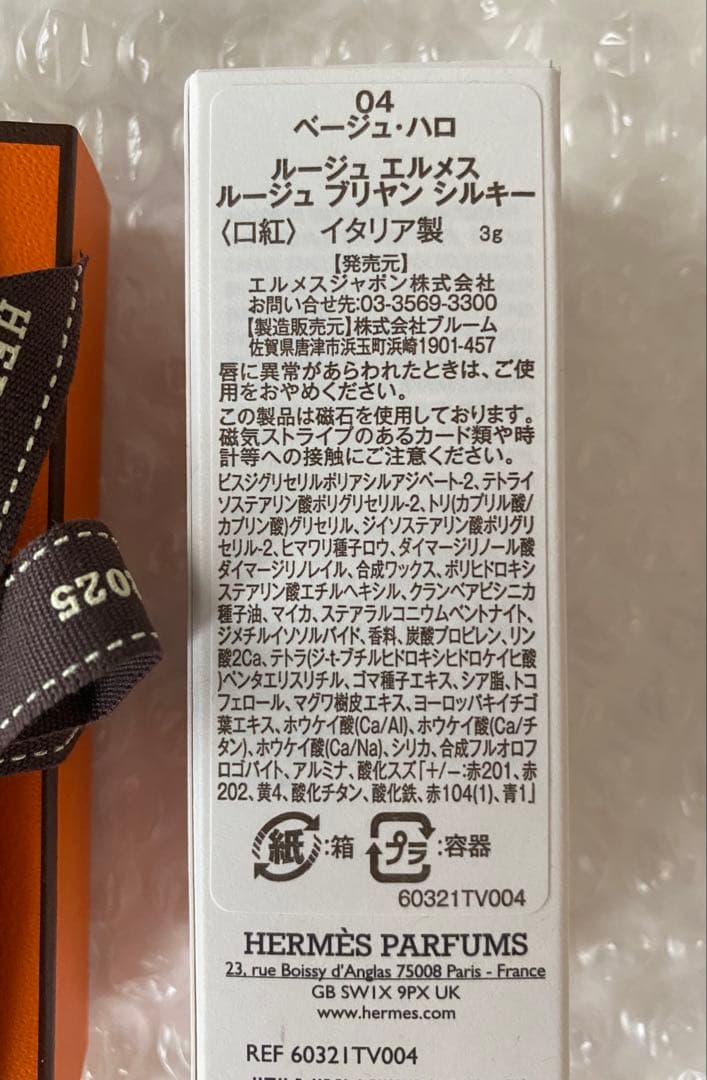 04
ベージュ・ハロ
ルージュ エルメス
ルージュ ブリヤン シルキー
〈口紅〉 イタリア製 3g
【発売元】
エルメスジャポン株式会社
お問い合せ先:03-3569-3300
【製造販売元】株式会社ブルーム
佐賀県唐津市浜玉町浜崎1901-457
唇に異常があらわれたときは、ご使
用をおやめください。
この製品は磁石を使用しております。
磁気ストライプのあるカード類や時
計等への接触にご注意ください。
ビスジグリセリルポリアシルアジペート-2、テトライ
ソステアリン酸ポリグリセリル-2、トリ(カプリル酸/
カプリン酸)グリセリル、ジイソステアリン酸ポリグリ
セリル-2、ヒマワリ種子ロウ、ダイマージリノール酸
ダイマージリノレイル、合成ワックス、ポリヒドロキシ
ステアリン酸エチルヘキシル、クランベアビシニカ
種子油、マイカ、ステアラルコニウムベントナイト、
ジメチルイソソルバイド、香料、炭酸プロピレン、リン
酸2Ca、テトラ(ジ-t-ブチルヒドロキシヒドロケイヒ酸
)ペンタエリスリチル、ゴマ種子エキス、シア脂、トコ
フェロール、マグワ樹皮エキス、ヨーロッパキイチゴ
葉エキス、ホウケイ酸(Ca/Al)、ホウケイ酸(Ca/チ
タン)、ホウケイ酸(Ca/Na)、シリカ、合成フルオロフ
ロゴパイト、アルミナ、酸化スズ「+/−:赤201、赤
202、黄4、酸化チタン、酸化鉄、赤104(1)、青1」
紙:箱 プラ:容器
60321TV004
HERMÈS PARFUMS
23, rue Boissy d'Anglas 75008 Paris - France
GB SW1X 9PX UK
www.hermes.com
REF 60321TV004
HE
2025